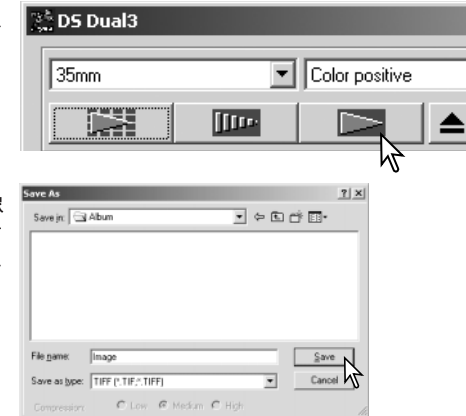 DS Dual3
35mm Color positive
Save As
Save in: Album
File name: Image Save
Save as type: TIFF (*.TIF;*.TIFF) Cancel
Compression: Low Medium High